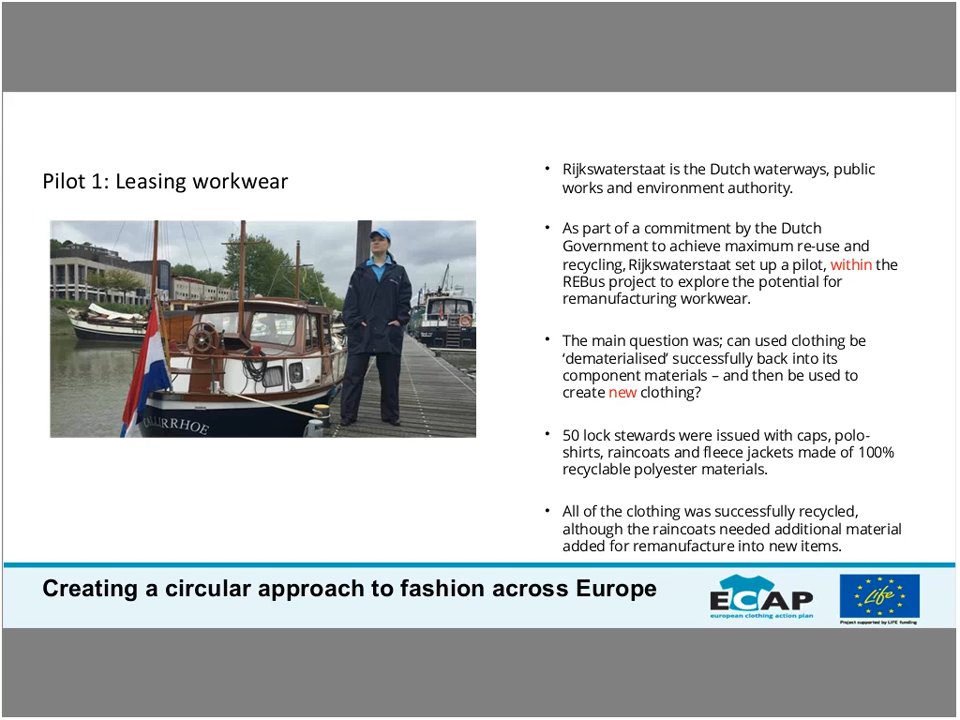 Pilot 1: Leasing workwear
CALLIRRHOE
• Rijkswaterstaat is the Dutch waterways, public
works and environment authority.
• As part of a commitment by the Dutch
Government to achieve maximum re-use and
recycling, Rijkswaterstaat set up a pilot, within the
REBus project to explore the potential for
remanufacturing workwear.
• The main question was; can used clothing be
‘dematerialised’ successfully back into its
component materials – and then be used to
create new clothing?
• 50 lock stewards were issued with caps, polo-
shirts, raincoats and fleece jackets made of 100%
recyclable polyester materials.
• All of the clothing was successfully recycled,
although the raincoats needed additional material
added for remanufacture into new items.
Creating a circular approach to fashion across Europe
ECAP
european clothing action plan
Life
Project supported by LIFE funding